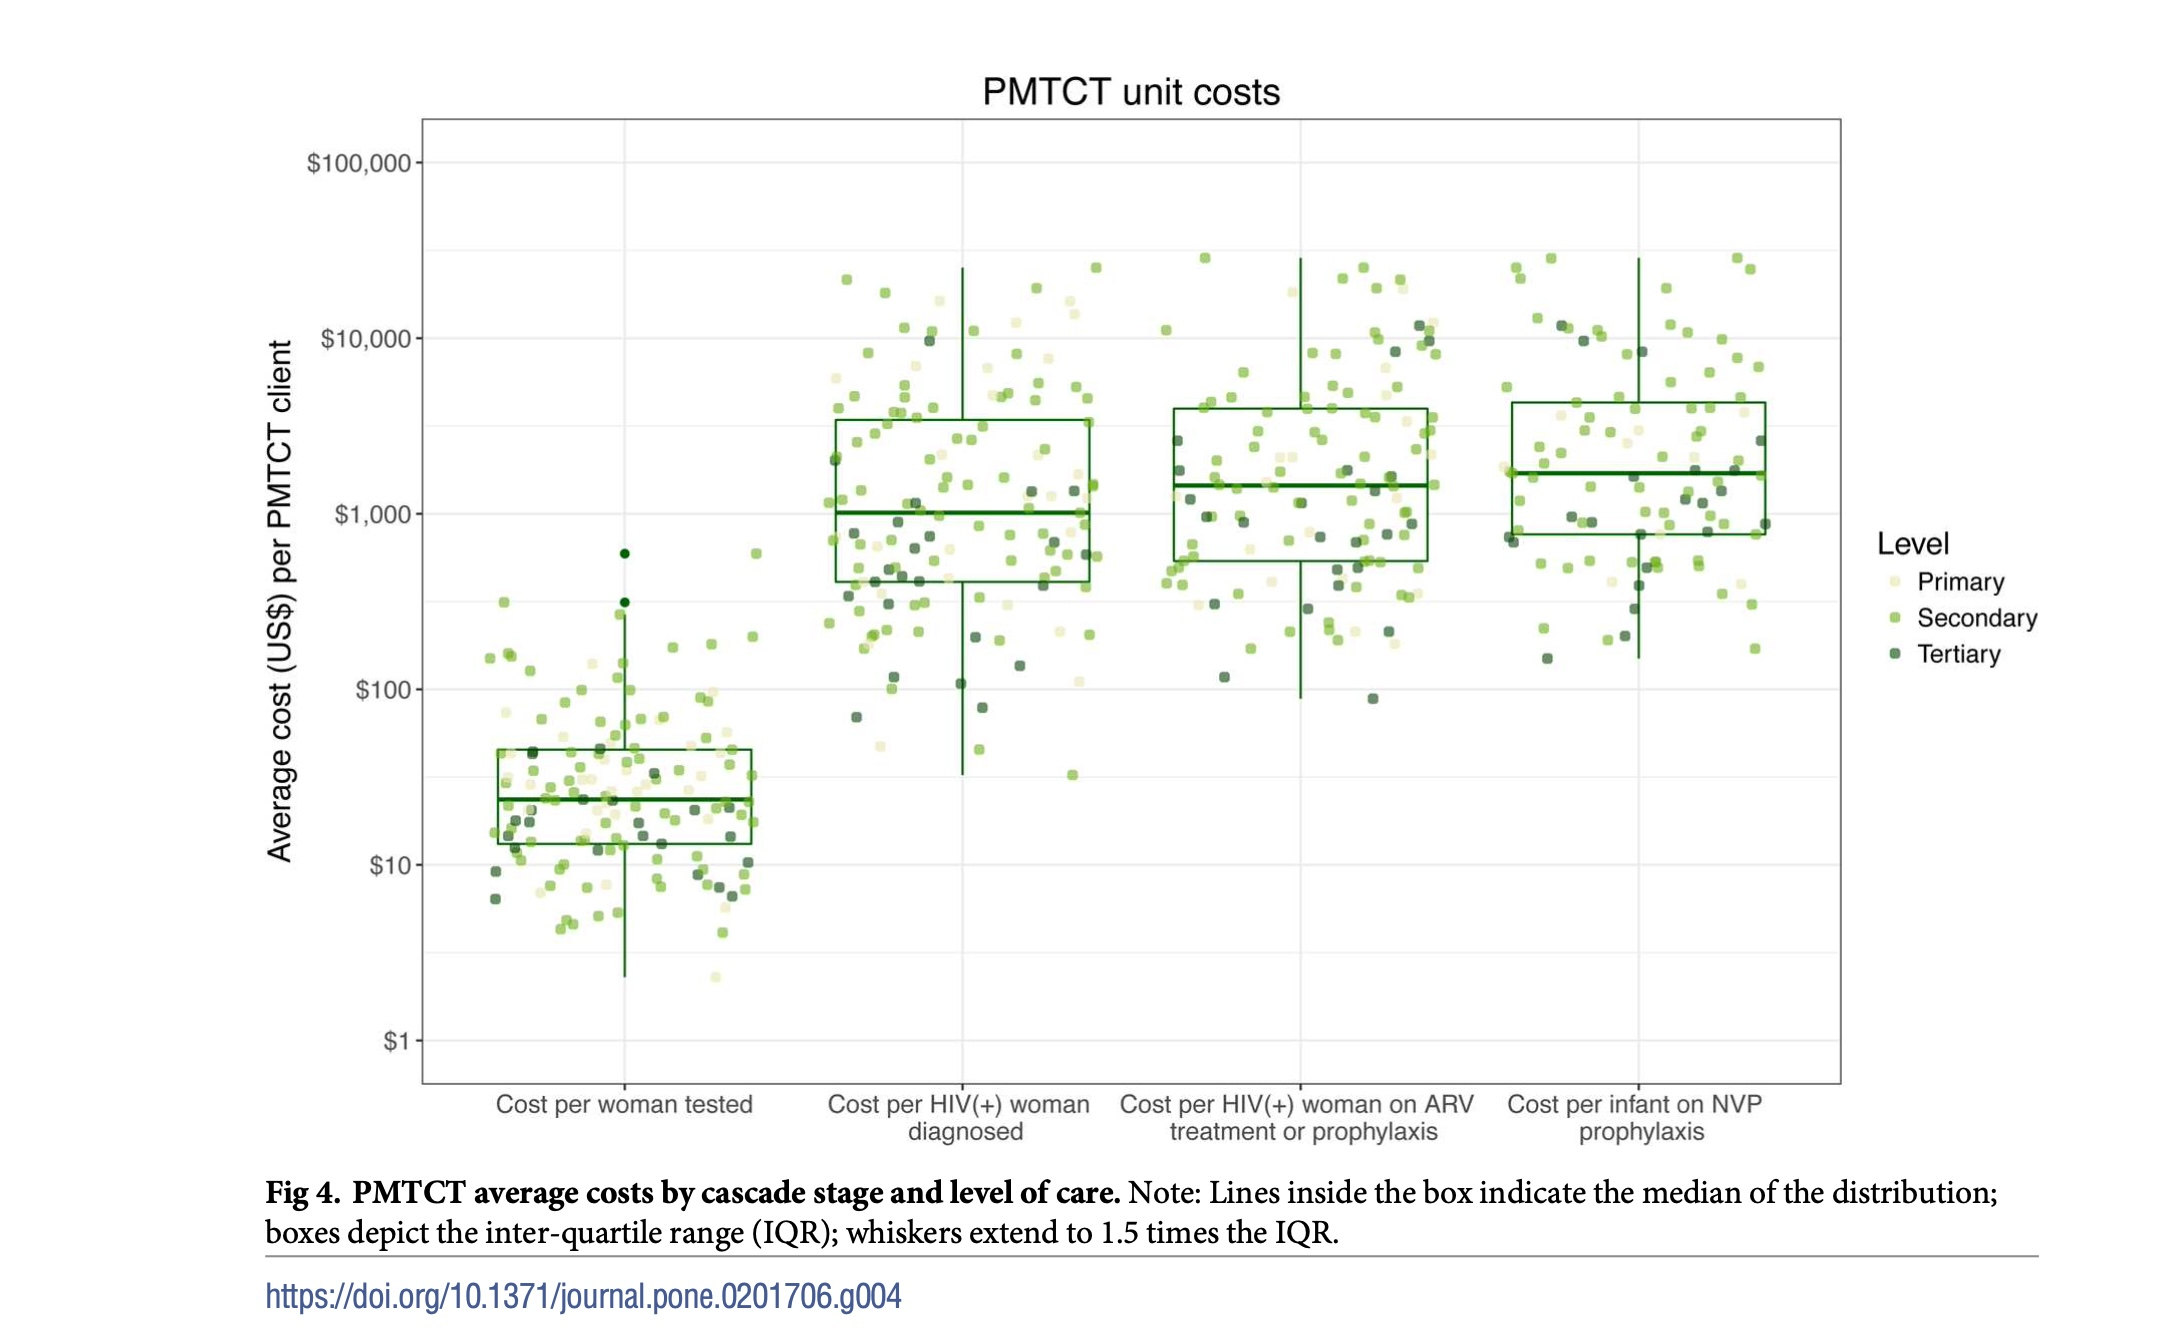 PMTCT unit costs
Average cost (US$) per PMTCT client
$100,000
$10,000
$1,000
$100
$10
$1
Cost per woman tested
Cost per HIV(+) woman
diagnosed
Cost per HIV(+) woman on ARV
treatment or prophylaxis
Cost per infant on NVP
prophylaxis
Level
Primary
Secondary
Tertiary
Fig 4. PMTCT average costs by cascade stage and level of care. Note: Lines inside the box indicate the median of the distribution;
boxes depict the inter-quartile range (IQR); whiskers extend to 1.5 times the IQR.
https://doi.org/10.1371/journal.pone.0201706.g004